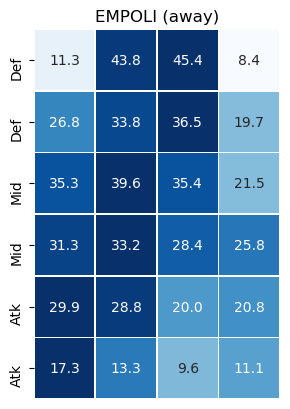 EMPOLI (away)
Def 11.3 43.8 45.4 8.4
Def 26.8 33.8 36.5 19.7
Mid 35.3 39.6 35.4 21.5
Mid 31.3 33.2 28.4 25.8
Atk 29.9 28.8 20.0 20.8
Atk 17.3 13.3 9.6 11.1